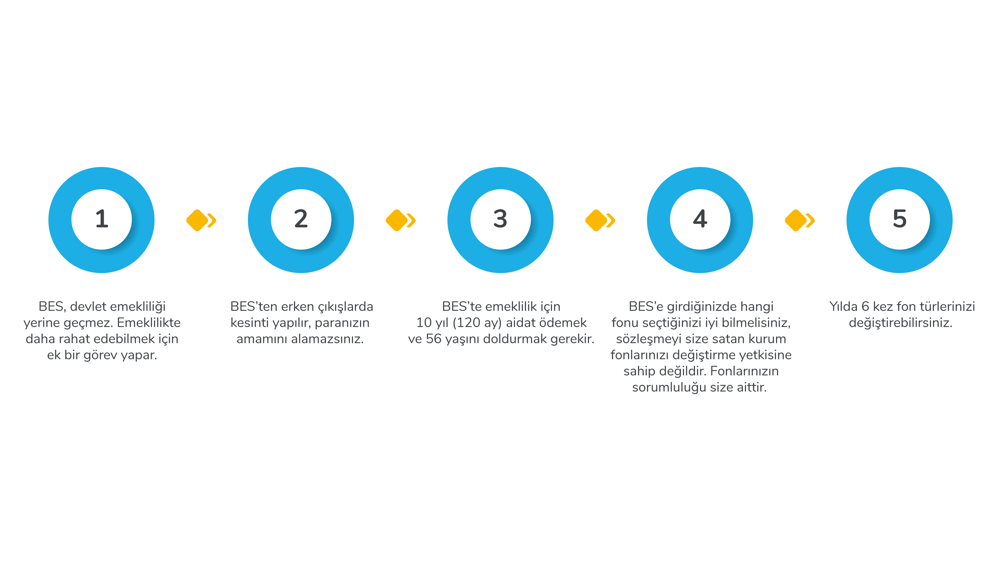 1
BES, devlet emekliliği
yerine geçmez. Emeklilikte
daha rahat edebilmek için
ek bir görev yapar.
2
BES’ten erken çıkışlarda
kesinti yapılır, paranızın
amamını alamazsınız.
3
BES’te emeklilik için
10 yıl (120 ay) aidat ödemek
ve 56 yaşını doldurmak gerekir.
4
BES’e girdiğinizde hangi
fonu seçtiğinizi iyi bilmelisiniz,
sözleşmeyi size satan kurum
fonlarınızı değiştirme yetkisine
sahip değildir. Fonlarınızın
sorumluluğu size aittir.
5
Yılda 6 kez fon türlerinizi
değiştirebilirsiniz.